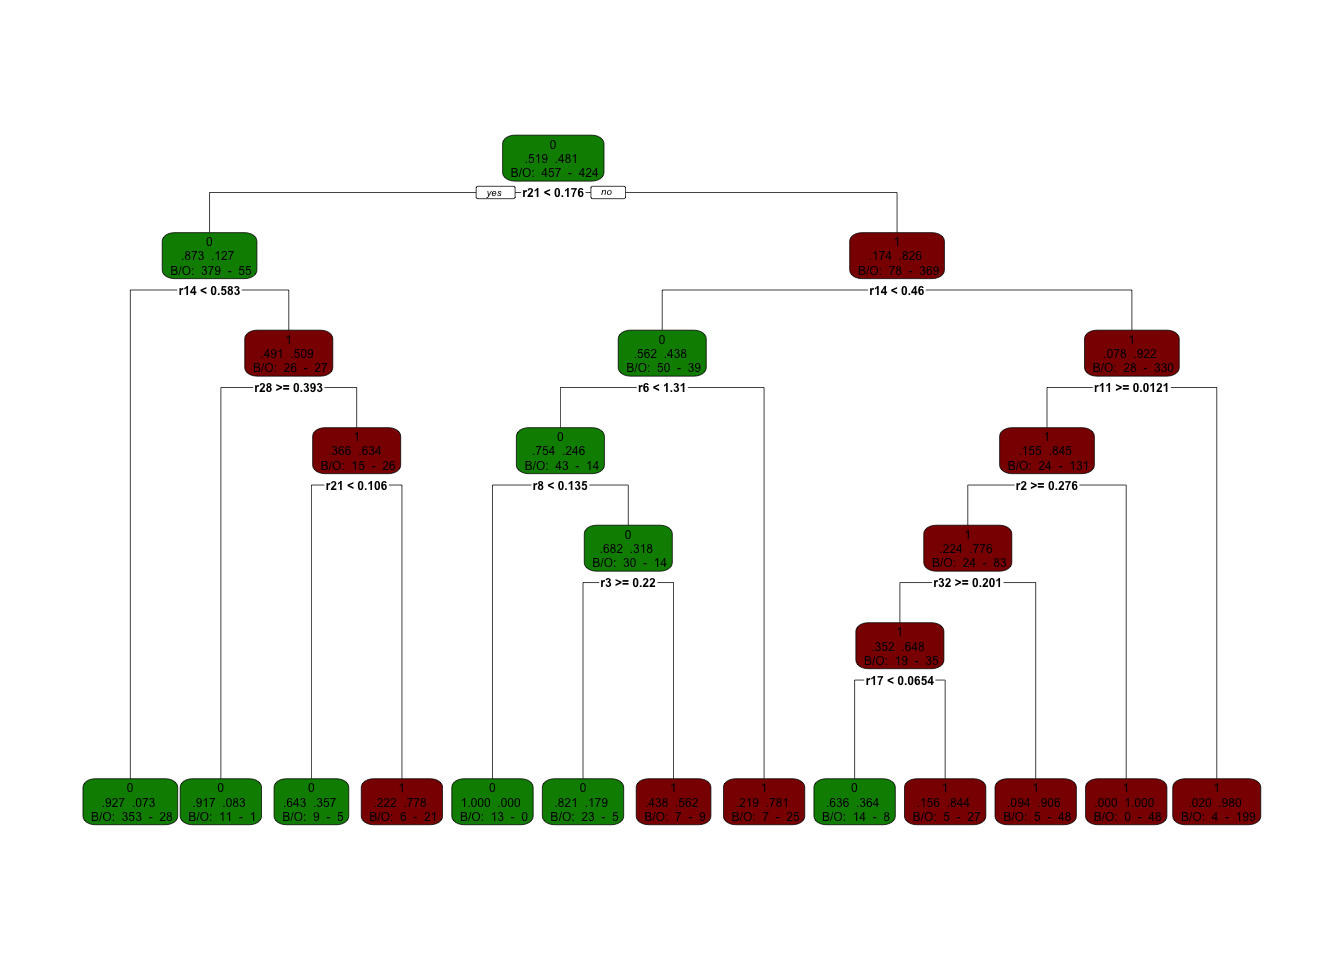 0
.519 .481
B/O: 457 - 424
yes r21 < 0.176 no
0
.873 .127
B/O: 379 - 55
1
.174 .826
B/O: 78 - 369
r14 < 0.583
r14 < 0.46
1
.491 .509
B/O: 26 - 27
0
.562 .438
B/O: 50 - 39
1
.078 .922
B/O: 28 - 330
r28 >= 0.393
r6 < 1.31
r11 >= 0.0121
1
.366 .634
B/O: 15 - 26
0
.754 .246
B/O: 43 - 14
1
.155 .845
B/O: 24 - 131
r21 < 0.106
r8 < 0.135
r2 >= 0.276
0
.682 .318
B/O: 30 - 14
1
.224 .776
B/O: 24 - 83
r3 >= 0.22
r32 >= 0.201
1
.352 .648
B/O: 19 - 35
r17 < 0.0654
0
.927 .073
B/O: 353 - 28
0
.917 .083
B/O: 11 - 1
0
.643 .357
B/O: 9 - 5
1
.222 .778
B/O: 6 - 21
0
1.000 .000
B/O: 13 - 0
0
.821 .179
B/O: 23 - 5
1
.438 .562
B/O: 7 - 9
1
.219 .781
B/O: 7 - 25
0
.636 .364
B/O: 14 - 8
1
.156 .844
B/O: 5 - 27
1
.094 .906
B/O: 5 - 48
1
.000 1.000
B/O: 0 - 48
1
.020 .980
B/O: 4 - 199